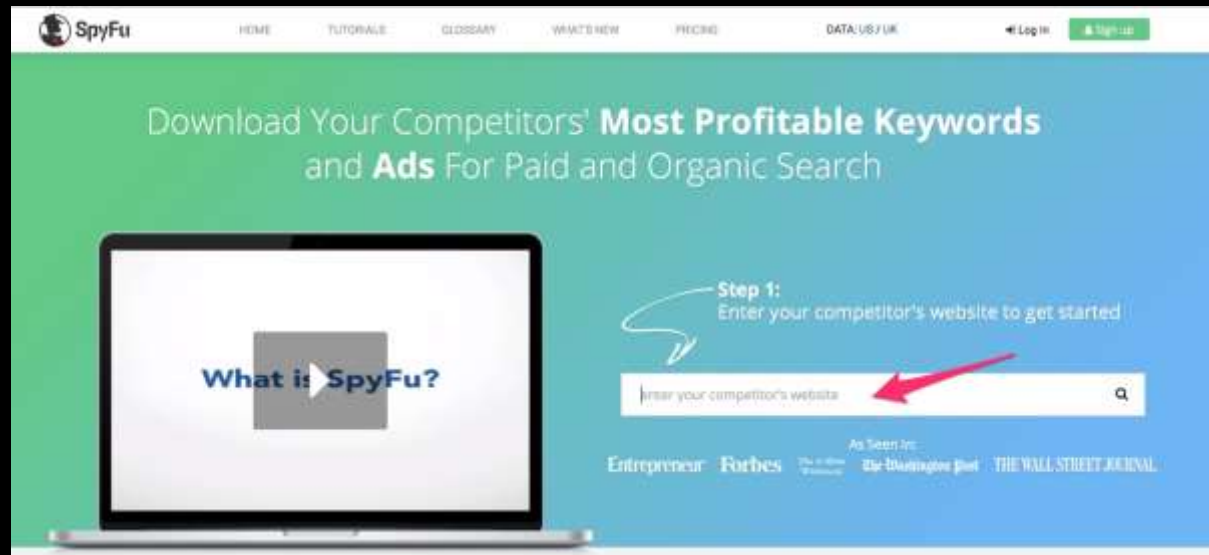 SpyFu
HOME TUTORIALS GLOSSARY WHAT'S NEW PRICING DATA: US / UK Log In Sign up
Download Your Competitors' Most Profitable Keywords
and Ads For Paid and Organic Search
What is SpyFu?
Step 1:
Enter your competitor's website to get started
enter your competitor's website
As Seen In:
Entrepreneur Forbes The Washington Post THE WALL STREET JOURNAL